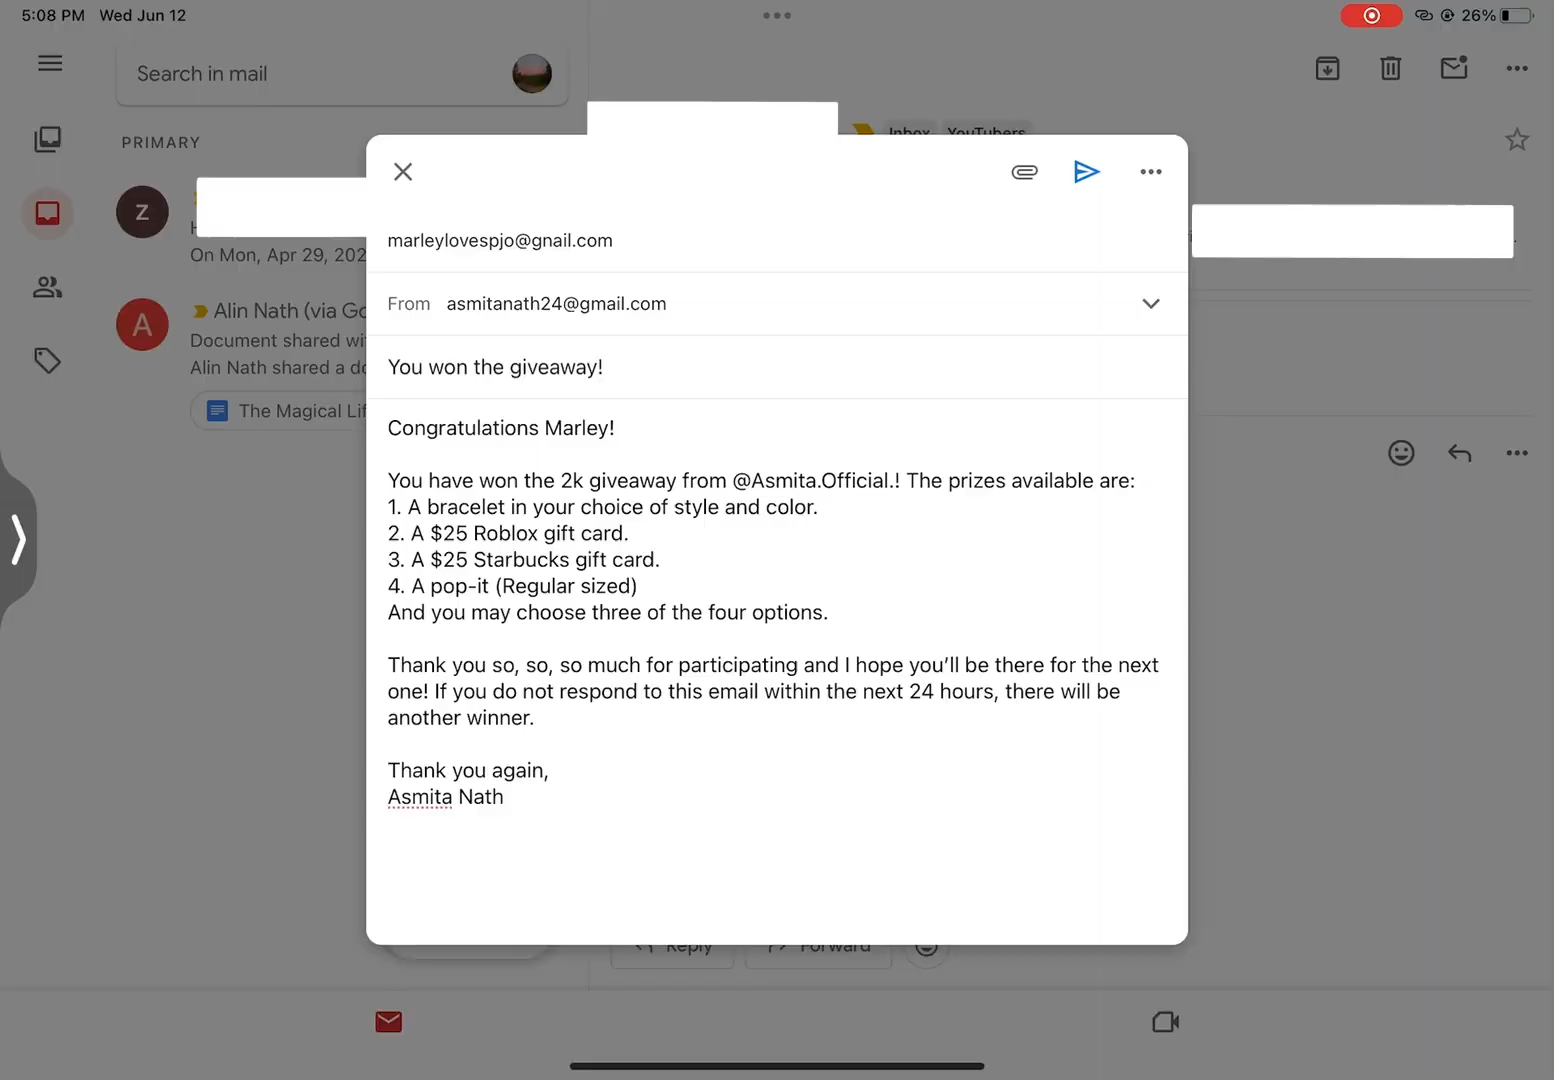 5:08 PM Wed Jun 12
26%
Search in mail
PRIMARY
Inbox YouTubers
Z
On Mon, Apr 29, 202
A
Alin Nath (via Go
Document shared wi
Alin Nath shared a do
The Magical Lif
marleylovespjo@gnail.com
From asmitanath24@gmail.com
You won the giveaway!
Congratulations Marley!
You have won the 2k giveaway from @Asmita.Official.! The prizes available are:
1. A bracelet in your choice of style and color.
2. A $25 Roblox gift card.
3. A $25 Starbucks gift card.
4. A pop-it (Regular sized)
And you may choose three of the four options.
Thank you so, so, so much for participating and I hope you’ll be there for the next
one! If you do not respond to this email within the next 24 hours, there will be
another winner.
Thank you again,
Asmita Nath
Reply
Forward